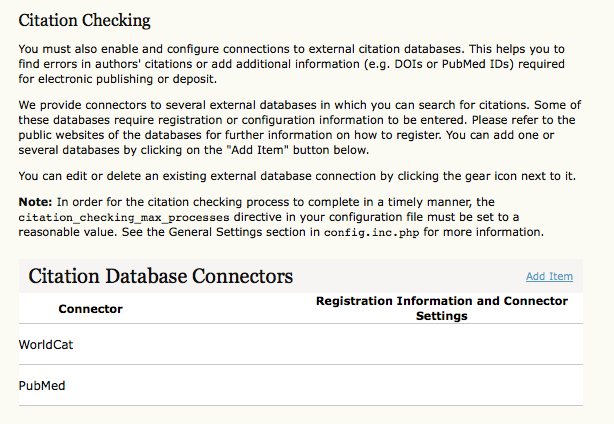 Citation Checking
You must also enable and configure connections to external citation databases. This helps you to
find errors in authors' citations or add additional information (e.g. DOIs or PubMed IDs) required
for electronic publishing or deposit.
We provide connectors to several external databases in which you can search for citations. Some of
these databases require registration or configuration information to be entered. Please refer to the
public websites of the databases for further information on how to register. You can add one or
several databases by clicking on the "Add Item" button below.
You can edit or delete an existing external database connection by clicking the gear icon next to it.
Note: In order for the citation checking process to complete in a timely manner, the
citation_checking_max_processes directive in your configuration file must be set to a
reasonable value. See the General Settings section in config.inc.php for more information.
Citation Database Connectors Add Item
Connector Registration Information and Connector
Settings
WorldCat
PubMed